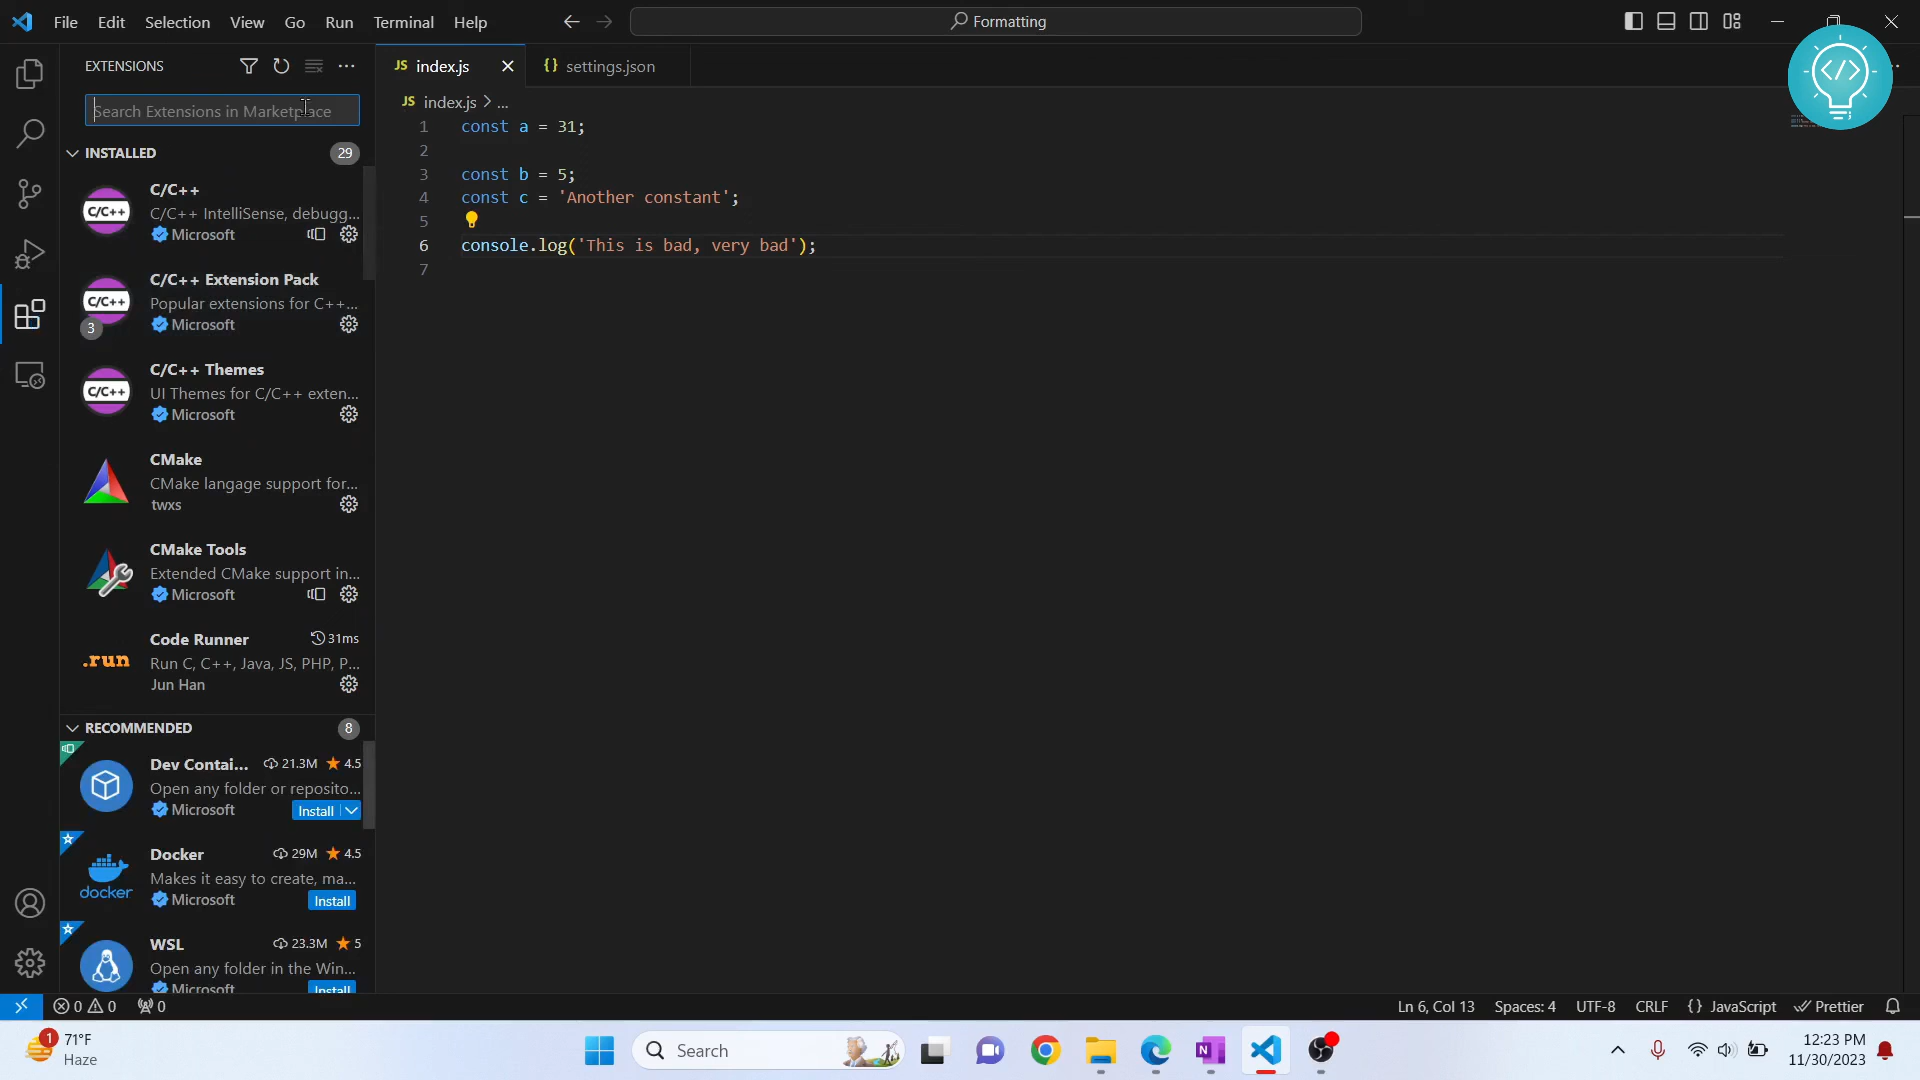 File Edit Selection View Go Run Terminal Help
Formatting
EXTENSIONS
Search Extensions in Marketplace
INSTALLED 29
C/C++
C/C++
C/C++ IntelliSense, debugg...
Microsoft
C/C++
C/C++ Extension Pack
Popular extensions for C++...
3
Microsoft
C/C++
C/C++ Themes
UI Themes for C/C++ exten...
Microsoft
CMake
CMake langage support for...
twxs
CMake Tools
Extended CMake support in...
Microsoft
.run
Code Runner 31ms
Run C, C++, Java, JS, PHP, P...
Jun Han
RECOMMENDED 8
Dev Contai... 21.3M 4.5
Open any folder or reposito...
Microsoft Install
docker
Docker 29M 4.5
Makes it easy to create, ma...
Microsoft Install
WSL 23.3M 5
Open any folder in the Win...
Microsoft Install
JS index.js {} settings.json
JS index.js > ...
1 const a = 31;
2
3 const b = 5;
4 const c = 'Another constant';
5
6 console.log('This is bad, very bad');
7
</>
0 0 0
Ln 6, Col 13 Spaces: 4 UTF-8 CRLF {} JavaScript Prettier
1 71°F
Haze
Search
N
12:23 PM
11/30/2023